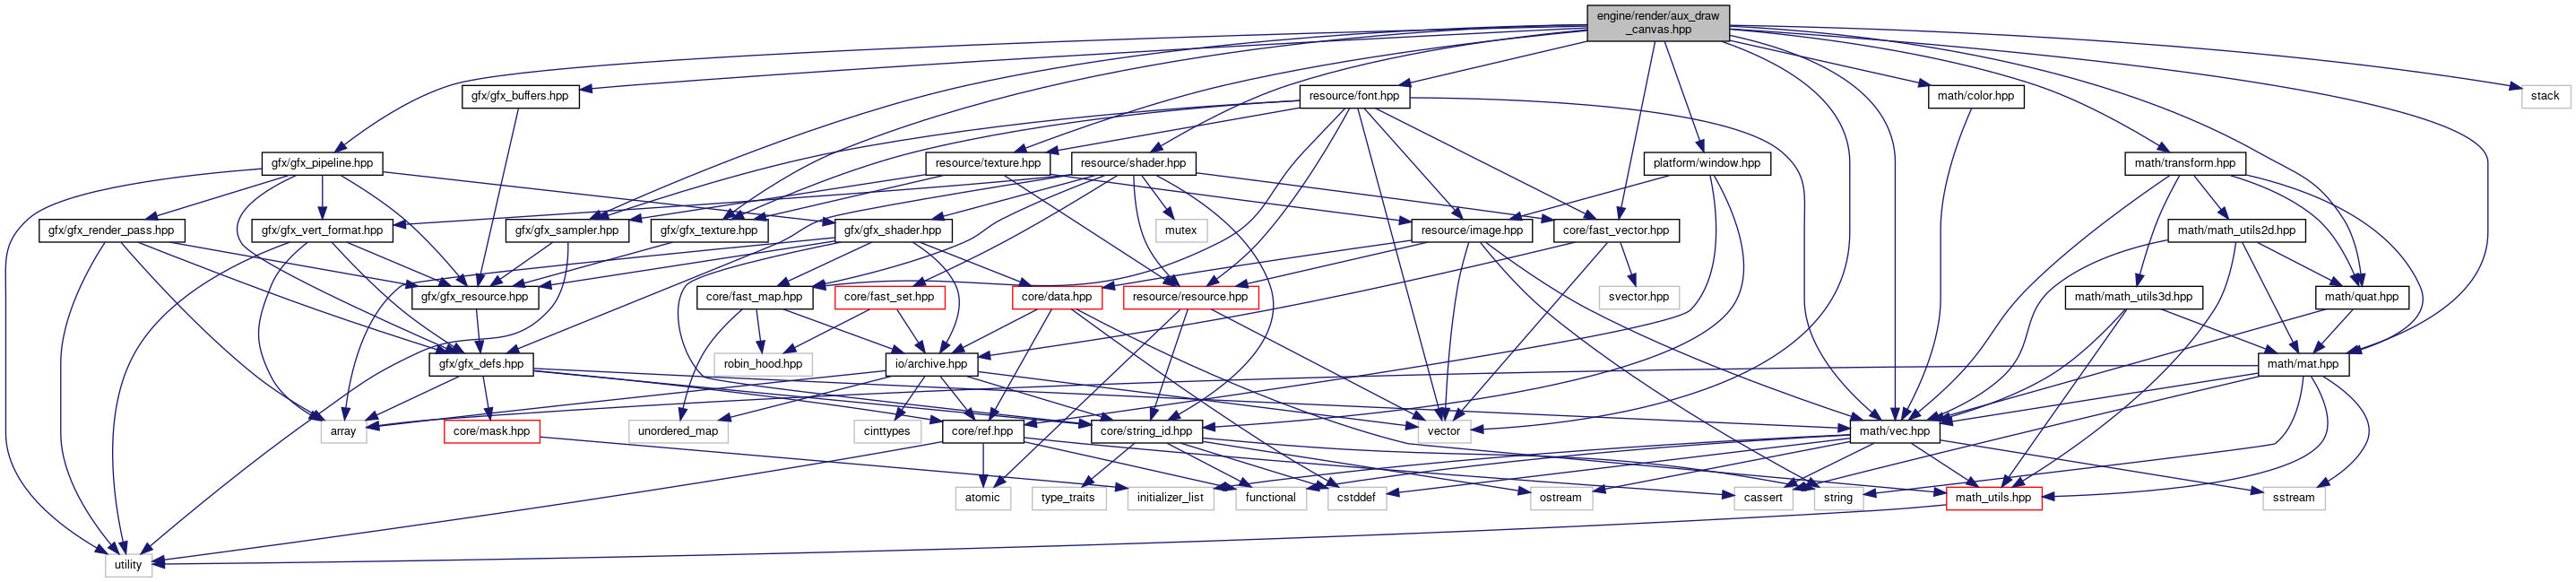 engine/render/aux_draw
_canvas.hpp
gfx/gfx_buffers.hpp
resource/font.hpp
math/color.hpp
stack
gfx/gfx_pipeline.hpp
resource/texture.hpp
resource/shader.hpp
platform/window.hpp
math/transform.hpp
gfx/gfx_render_pass.hpp
gfx/gfx_vert_format.hpp
gfx/gfx_sampler.hpp
gfx/gfx_texture.hpp
gfx/gfx_shader.hpp
mutex
resource/image.hpp
core/fast_vector.hpp
math/math_utils2d.hpp
gfx/gfx_resource.hpp
core/fast_map.hpp
core/fast_set.hpp
core/data.hpp
resource/resource.hpp
svector.hpp
math/math_utils3d.hpp
math/quat.hpp
gfx/gfx_defs.hpp
robin_hood.hpp
io/archive.hpp
math/mat.hpp
array
core/mask.hpp
unordered_map
cinttypes
core/ref.hpp
core/string_id.hpp
vector
math/vec.hpp
atomic
type_traits
initializer_list
functional
cstddef
ostream
cassert
string
math_utils.hpp
sstream
utility